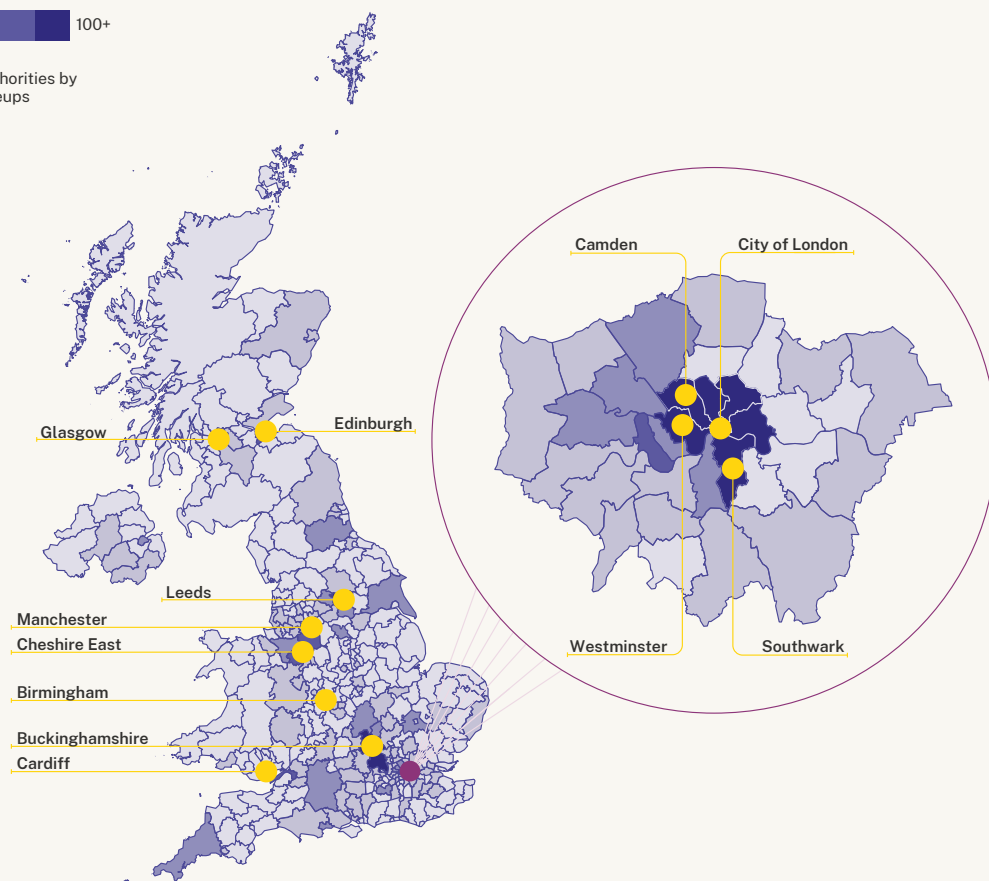 100+
horities by
eups
Camden
City of London
Edinburgh
Glasgow
Leeds
Manchester
Cheshire East
Westminster
Southwark
Birmingham
Buckinghamshire
Cardiff